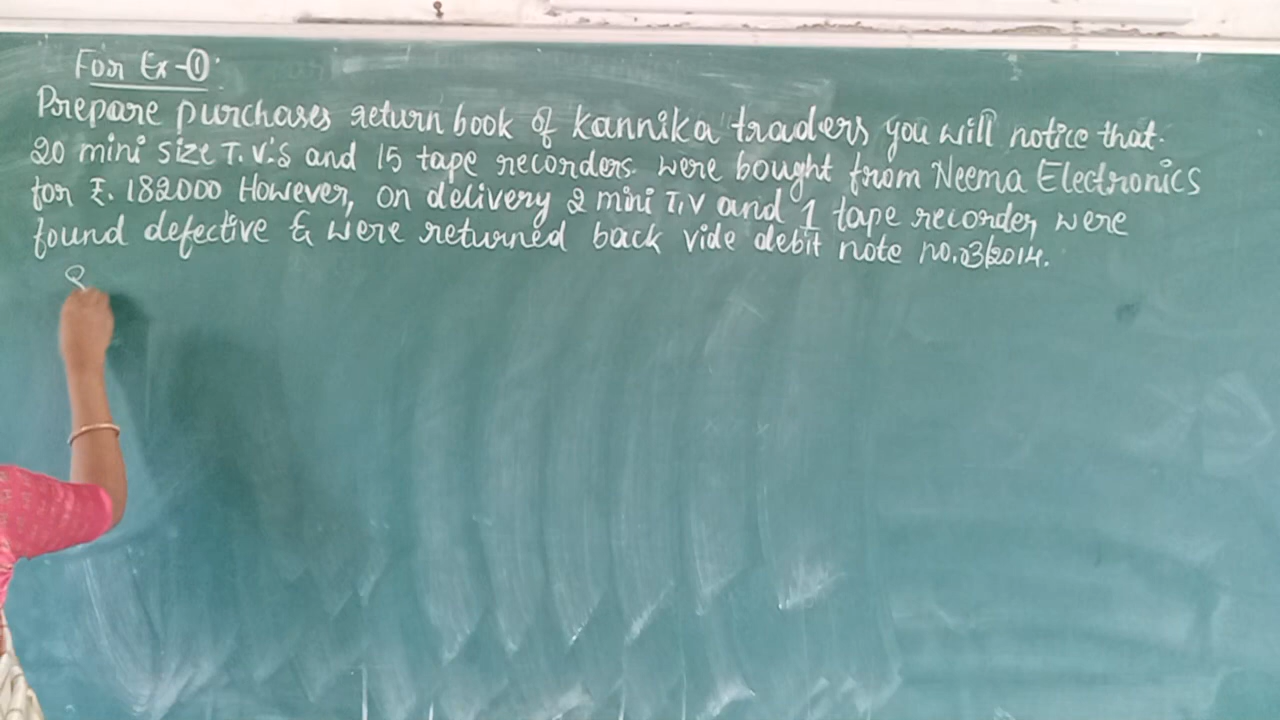 For Ex-①:
Prepare purchases return book of Kannika traders you will notice that.
20 mini size T.V.'s and 15 tape recorders were bought from Neema Electronics
for ₹. 182000 However, on delivery 2 mini T.V and 1 tape recorder were
found defective & were returned back vide debit note no.03/2014.